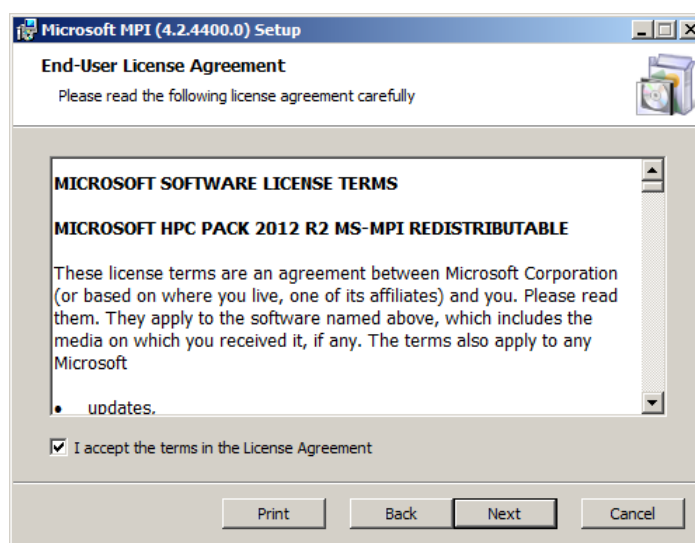 Microsoft MPI (4.2.4400.0) Setup
End-User License Agreement
Please read the following license agreement carefully
MICROSOFT SOFTWARE LICENSE TERMS
MICROSOFT HPC PACK 2012 R2 MS-MPI REDISTRIBUTABLE
These license terms are an agreement between Microsoft Corporation
(or based on where you live, one of its affiliates) and you. Please read
them. They apply to the software named above, which includes the
media on which you received it, if any. The terms also apply to any
Microsoft
• updates,
I accept the terms in the License Agreement
Print Back Next Cancel